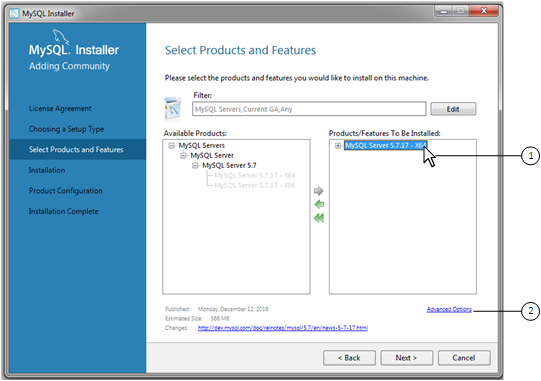 MySQL Installer
MySQL. Installer
Adding Community
License Agreement
Choosing a Setup Type
Select Products and Features
Installation
Product Configuration
Installation Complete
Select Products and Features
Please select the products and features you would like to install on this machine.
Filter:
MySQL Servers,Current GA,Any
Edit
Available Products:
MySQL Servers
MySQL Server
MySQL Server 5.7
MySQL Server 5.7.17 - X64
MySQL Server 5.7.17 - X86
Products/Features To Be Installed:
MySQL Server 5.7.17 - X64
1
Published: Monday, December 12, 2016
Estimated Size: 366 MB
Changes: http://dev.mysql.com/doc/relnotes/mysql/5.7/en/news-5-7-17.html
Advanced Options
2
< Back
Next >
Cancel